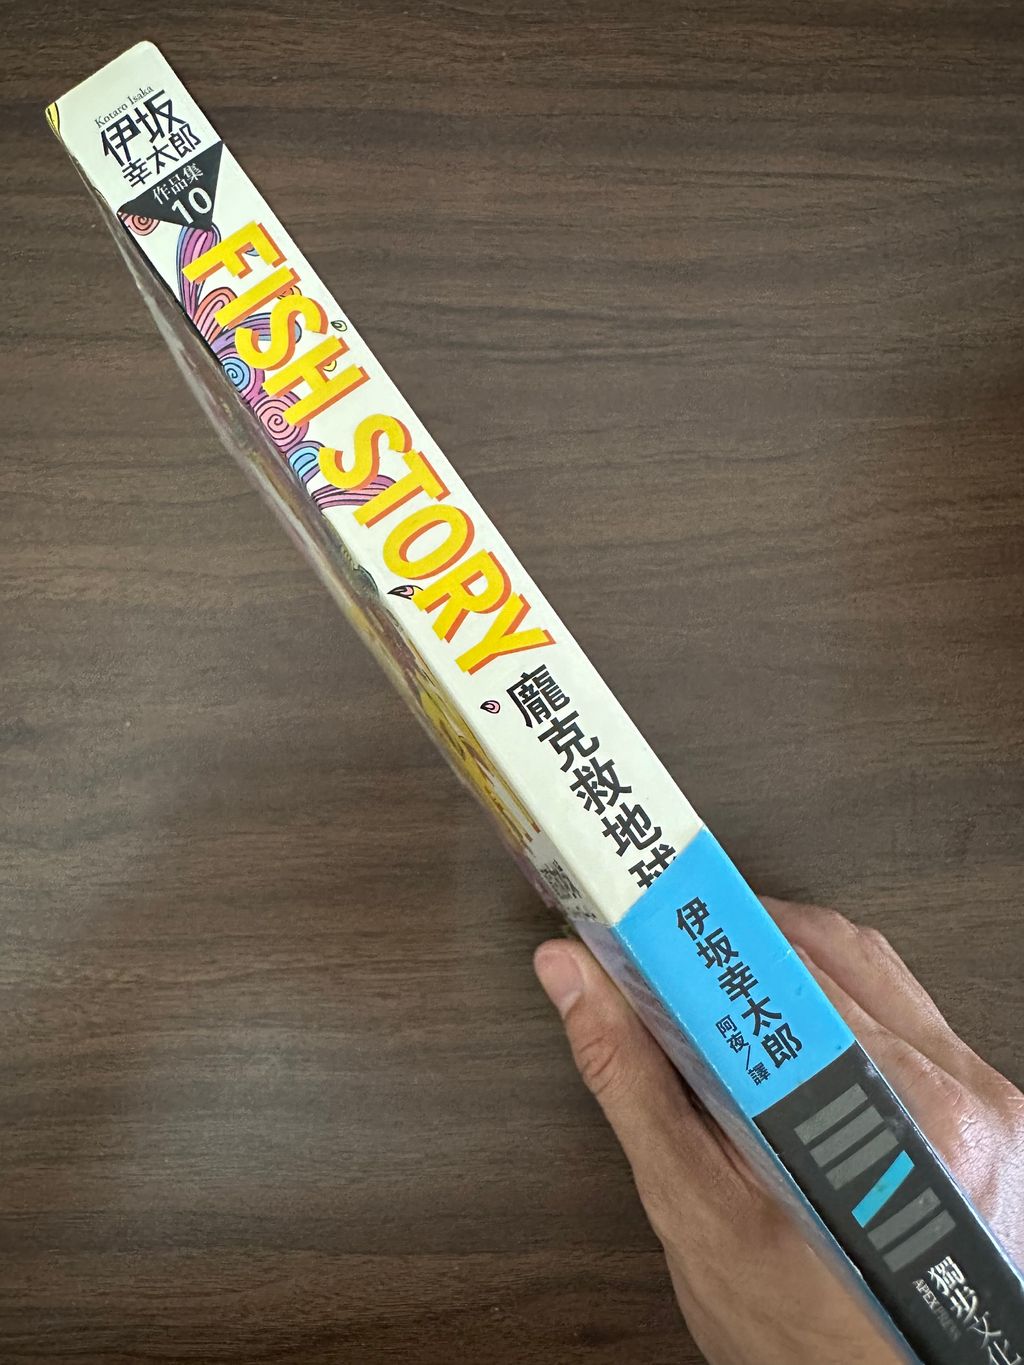 Kotaro Isaka
伊坂
幸太郎
作品集
10
FISH STORY
龐克救地球
伊坂幸太郎
阿夜／譯
獨步文化
APEX PRESS